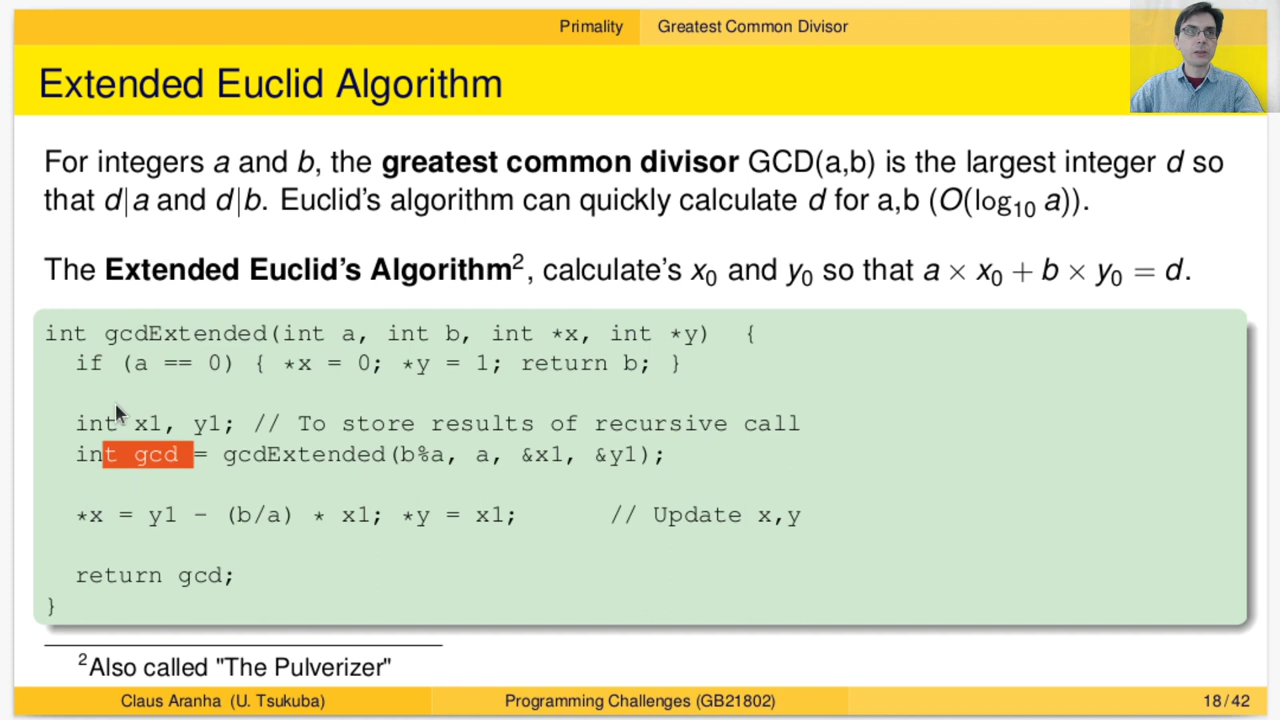 Primality Greatest Common Divisor
Extended Euclid Algorithm
For integers a and b, the greatest common divisor GCD(a,b) is the largest integer d so
that d|a and d|b. Euclid's algorithm can quickly calculate d for a,b (O(log₁₀ a)).
The Extended Euclid's Algorithm², calculate's x₀ and y₀ so that a × x₀ + b × y₀ = d.
int gcdExtended(int a, int b, int *x, int *y) {
if (a == 0) { *x = 0; *y = 1; return b; }
int x1, y1; // To store results of recursive call
int gcd = gcdExtended(b%a, a, &x1, &y1);
*x = y1 - (b/a) * x1; *y = x1; // Update x,y
return gcd;
}
²Also called "The Pulverizer"
Claus Aranha (U. Tsukuba) Programming Challenges (GB21802) 18/42